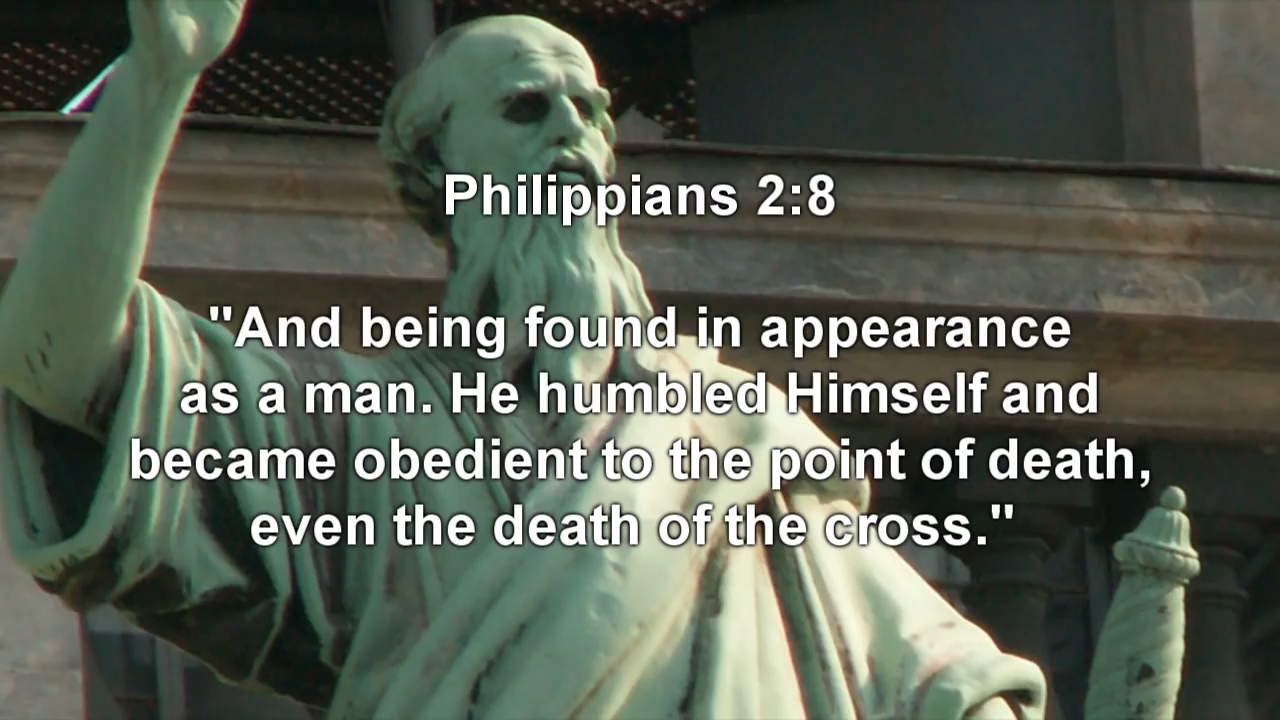 Philippians 2:8
"And being found in appearance
as a man. He humbled Himself and
became obedient to the point of death,
even the death of the cross."